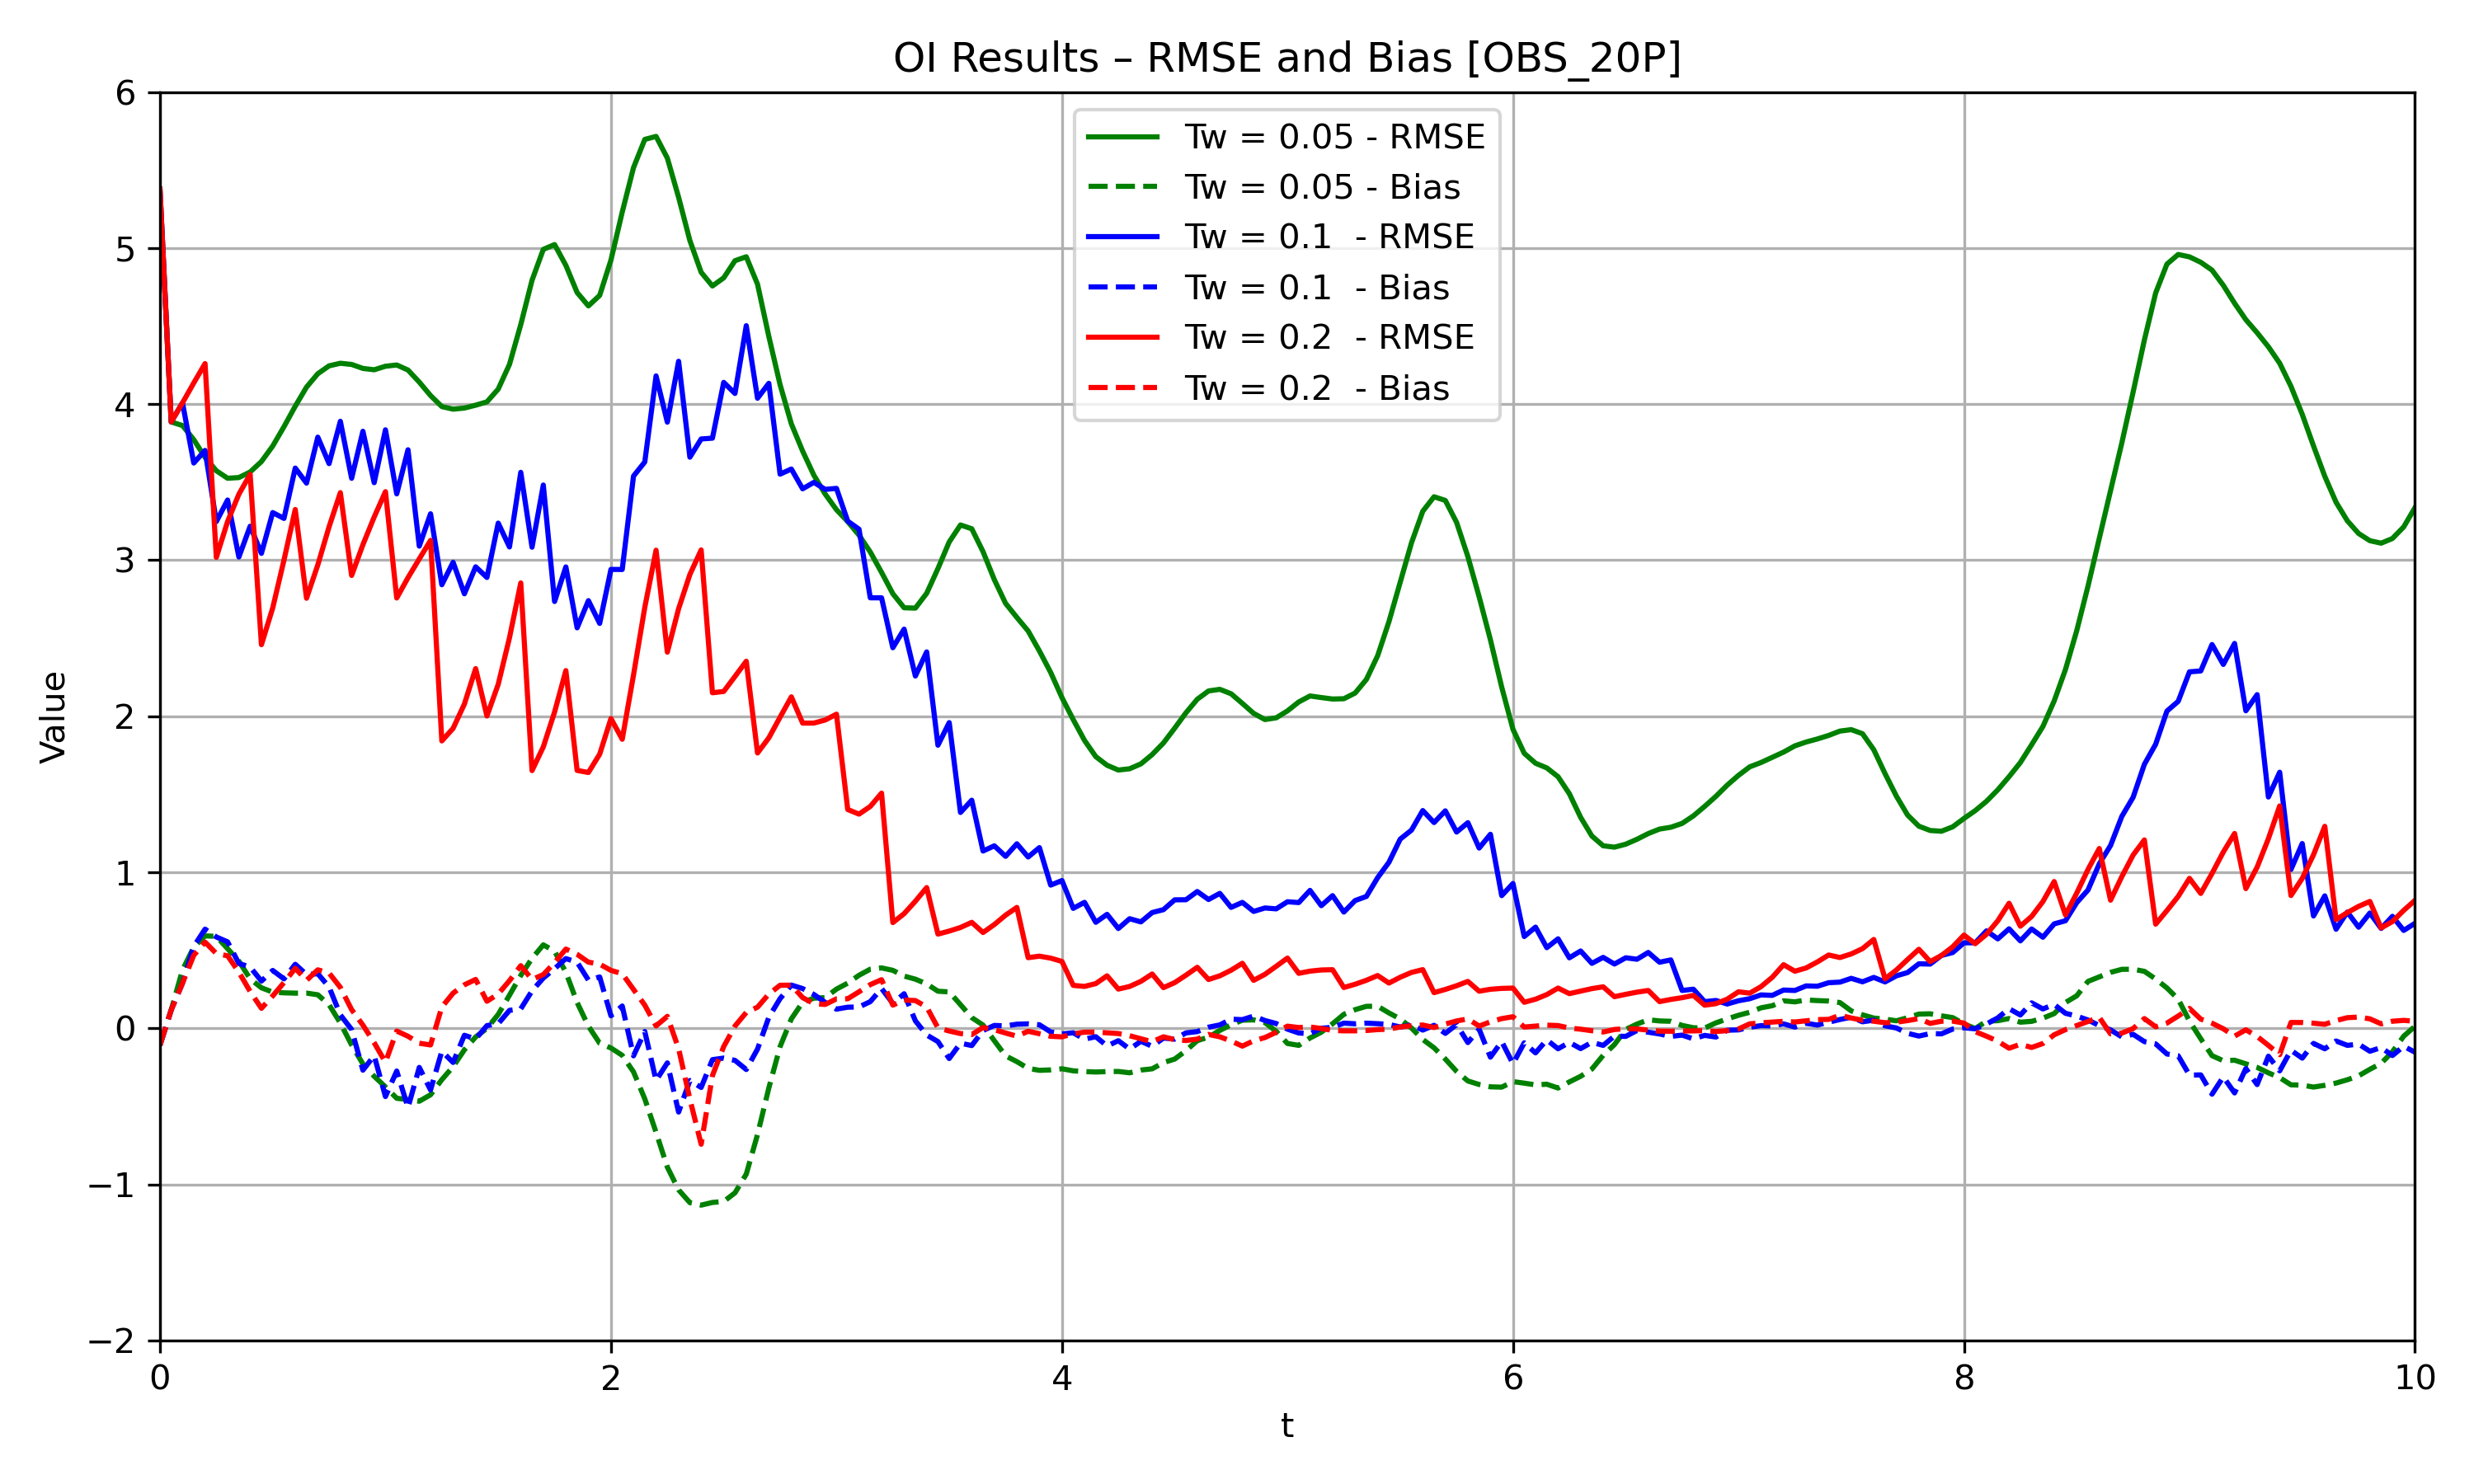 OI Results – RMSE and Bias [OBS_20P]
6
5
4
3
2
1
0
−1
−2
Value
Tw = 0.05 - RMSE
Tw = 0.05 - Bias
Tw = 0.1  - RMSE
Tw = 0.1  - Bias
Tw = 0.2  - RMSE
Tw = 0.2  - Bias
0 2 4 6 8 10
t